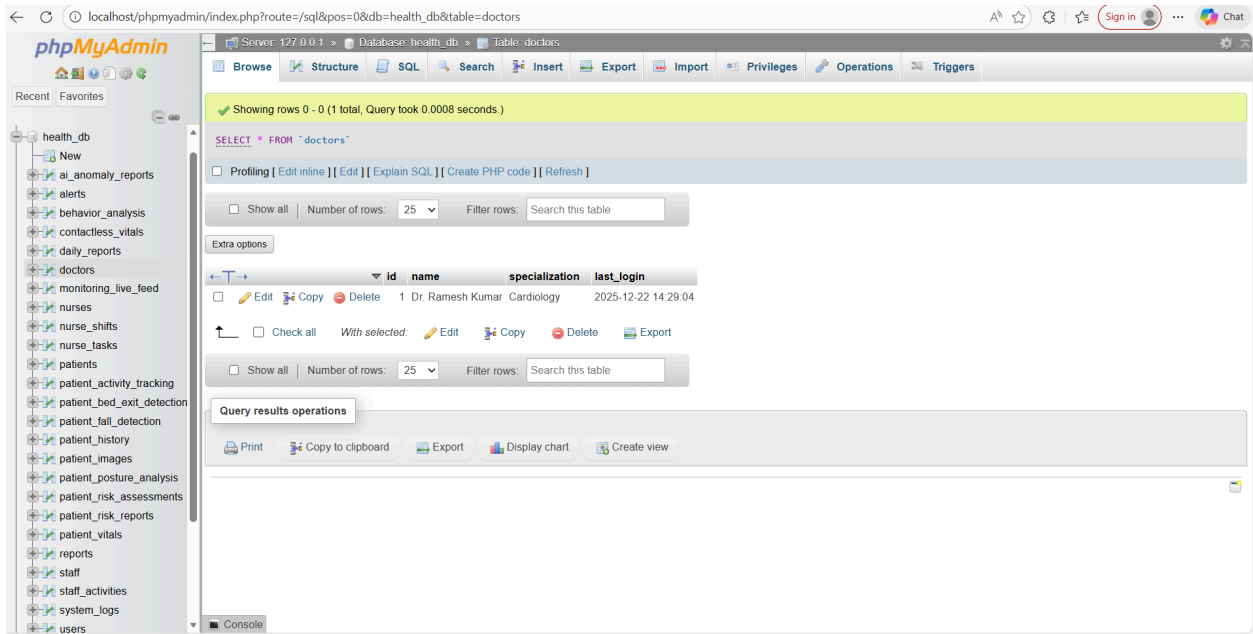 localhost/phpmyadmin/index.php?route=/sql&pos=0&db=health_db&table=doctors
Sign in
Chat
phpMyAdmin
Recent Favorites
health_db
New
ai_anomaly_reports
alerts
behavior_analysis
contactless_vitals
daily_reports
doctors
monitoring_live_feed
nurses
nurse_shifts
nurse_tasks
patients
patient_activity_tracking
patient_bed_exit_detection
patient_fall_detection
patient_history
patient_images
patient_posture_analysis
patient_risk_assessments
patient_risk_reports
patient_vitals
reports
staff
staff_activities
system_logs
users
Server: 127.0.0.1 » Database: health_db » Table: doctors
Browse Structure SQL Search Insert Export Import Privileges Operations Triggers
Showing rows 0 - 0 (1 total, Query took 0.0008 seconds.)
SELECT * FROM `doctors`
Profiling [ Edit inline ] [ Edit ] [ Explain SQL ] [ Create PHP code ] [ Refresh ]
Show all Number of rows: 25 Filter rows: Search this table
Extra options
id name specialization last_login
Edit Copy Delete 1 Dr. Ramesh Kumar Cardiology 2025-12-22 14:29:04
Check all With selected: Edit Copy Delete Export
Show all Number of rows: 25 Filter rows: Search this table
Query results operations
Print Copy to clipboard Export Display chart Create view
Console